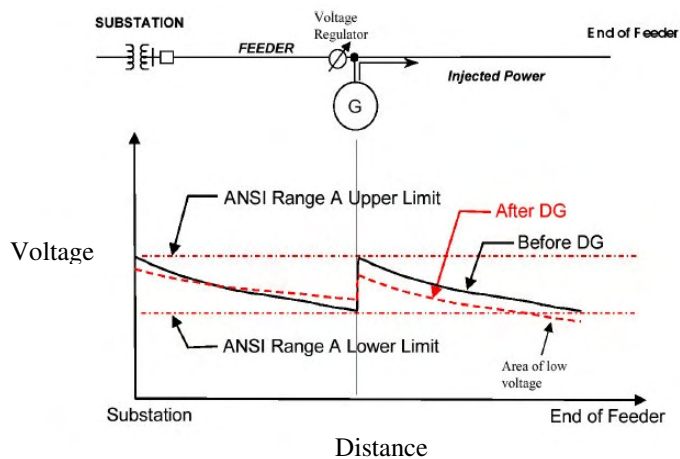 SUBSTATION
Voltage
Regulator
End of Feeder
FEEDER
Injected Power
G
ANSI Range A Upper Limit
After DG
Before DG
Voltage
ANSI Range A Lower Limit
Area of low
voltage
Substation
End of Feeder
Distance